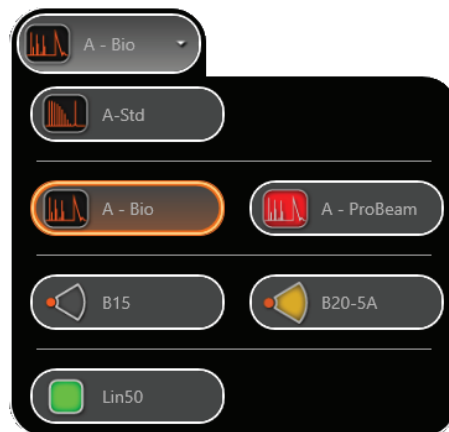 A - Bio
A-Std
A - Bio
A - ProBeam
B15
B20-5A
Lin50